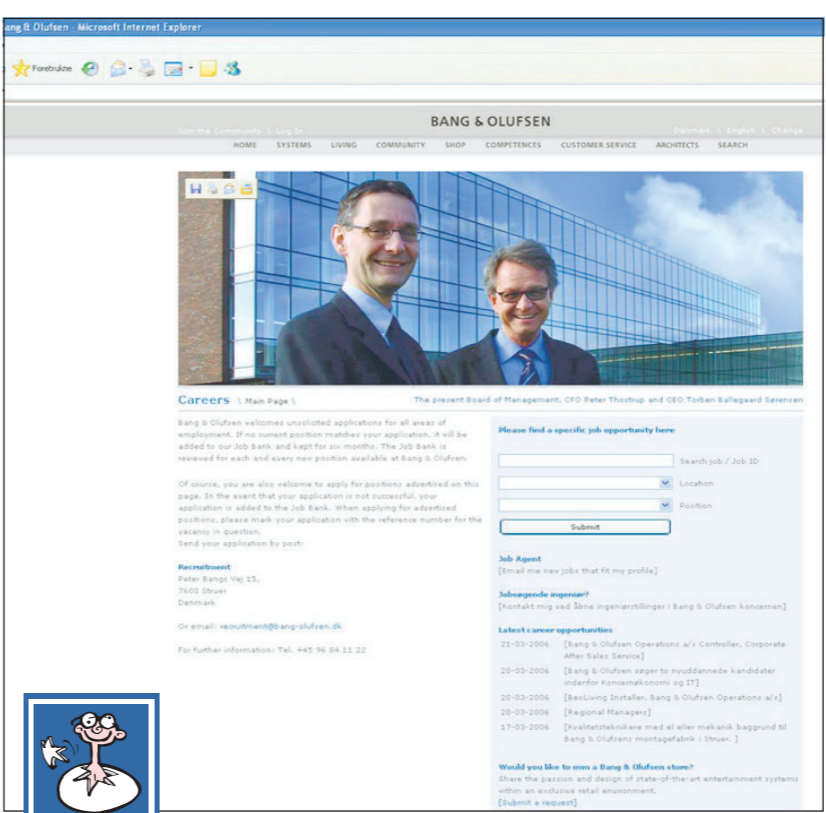 ang & Olufsen - Microsoft Internet Explorer
Foretrukne
BANG & OLUFSEN
Join the Community \ Log In
Denmark \ English \ Change
HOME SYSTEMS LIVING COMMUNITY SHOP COMPETENCES CUSTOMER SERVICE ARCHITECTS SEARCH
Careers \ Main Page \
The present Board of Management, CFO Peter Thostrup and CEO Torben Ballegaard Sørensen
Bang & Olufsen welcomes unsolicited applications for all areas of
employment. If no current position matches your application, it will be
added to our Job Bank and kept for six months. The Job Bank is
reviewed for each and every new position available at Bang & Olufsen.
Of course, you are also welcome to apply for positions advertised on this
page. In the event that your application is not successful, your
application is added to the Job Bank. When applying for advertised
positions, please mark your application with the reference number for the
vacancy in question.
Send your application by post:
Recruitment
Peter Bangs Vej 15,
7600 Struer
Denmark
Or email: recruitment@bang-olufsen.dk
For further information: Tel. +45 96 84 11 22
Please find a specific job opportunity here
Search job / Job ID
Location
Position
Submit
Job Agent
[Email me new jobs that fit my profile]
Jobsøgende ingeniør?
[Kontakt mig ved åbne ingeniørstillinger i Bang & Olufsen koncernen]
Latest career opportunities
21-03-2006 [Bang & Olufsen Operations a/s Controller, Corporate
After Sales Service]
20-03-2006 [Bang & Olufsen søger to nyuddannede kandidater
indenfor Koncernøkonomi og IT]
20-03-2006 [BeoLiving Installer, Bang & Olufsen Operations a/s]
20-03-2006 [Regional Managers]
17-03-2006 [Kvalitetsteknikere med el eller mekanik baggrund til
Bang & Olufsens montagefabrik i Struer. ]
Would you like to own a Bang & Olufsen store?
Share the passion and design of state-of-the-art entertainment systems
within an exclusive retail environment.
[Submit a request]